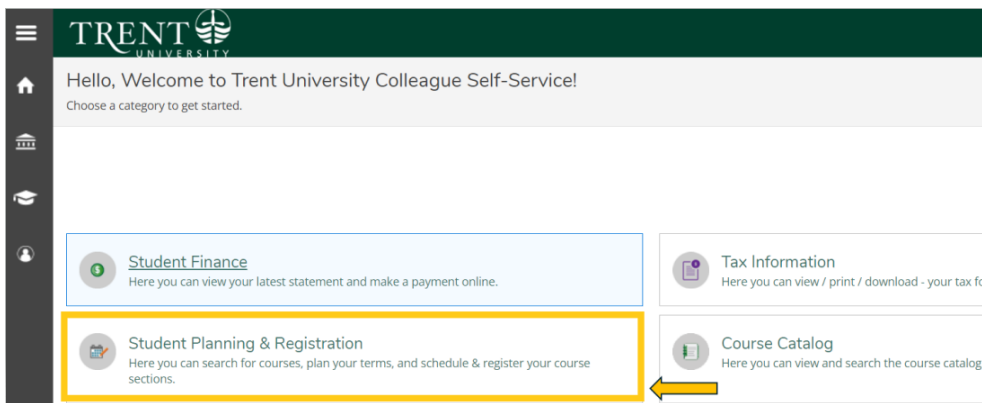 TRENT
UNIVERSITY
Hello, Welcome to Trent University Colleague Self-Service!
Choose a category to get started.
Student Finance
Here you can view your latest statement and make a payment online.
Tax Information
Here you can view / print / download - your tax
Student Planning & Registration
Here you can search for courses, plan your terms, and schedule & register your course
sections.
Course Catalog
Here you can view and search the course catalog